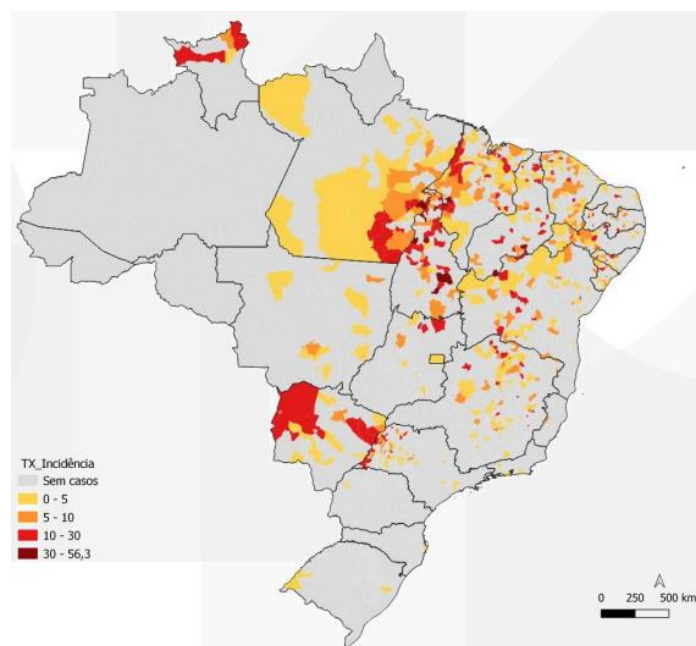 TX_Incidência
Sem casos
0 - 5
5 - 10
10 - 30
30 - 56,3
0 250 500 km